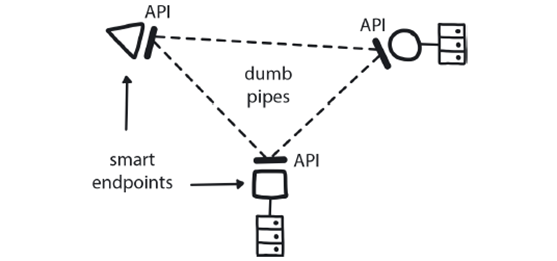 API
API
dumb
pipes
smart
endpoints
API